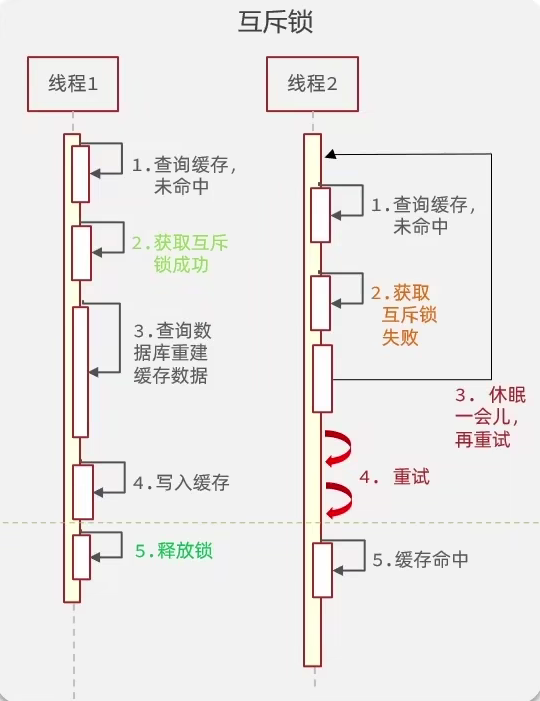 互斥锁
线程1
1.查询缓存，
未命中
2.获取互斥
锁成功
3.查询数
据库重建
缓存数据
4.写入缓存
5.释放锁
线程2
1.查询缓存，
未命中
2.获取
互斥锁
失败
3. 休眠
一会儿，
再重试
4. 重试
5.缓存命中